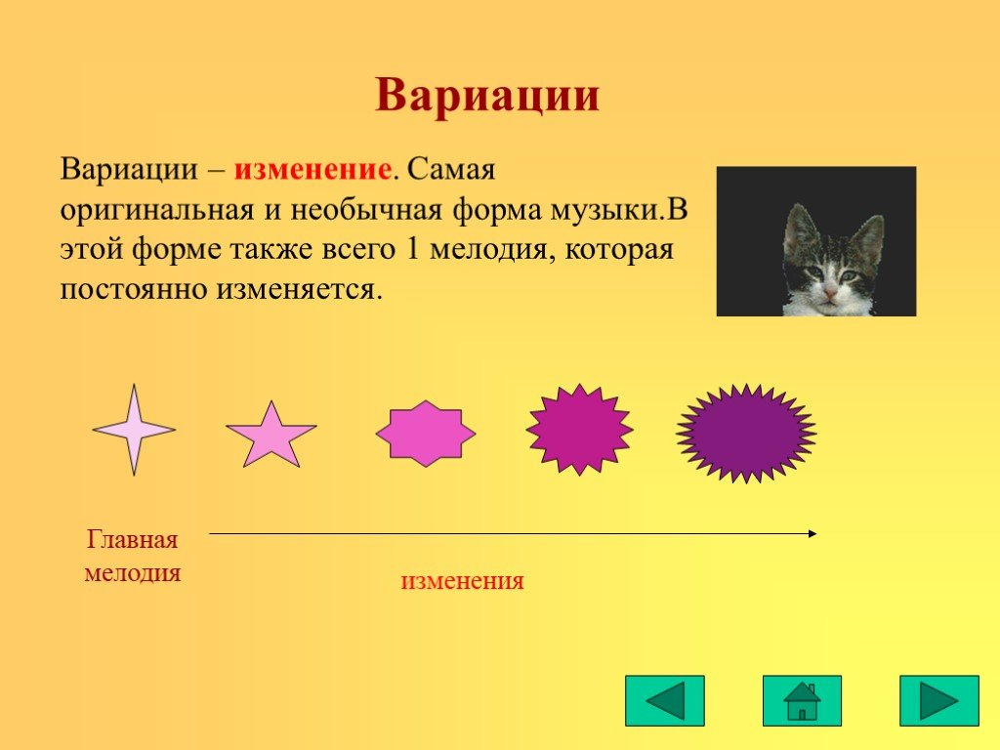 Вариации
Вариации – изменение. Самая
оригинальная и необычная форма музыки.В
этой форме также всего 1 мелодия, которая
постоянно изменяется.
Главная
мелодия
изменения